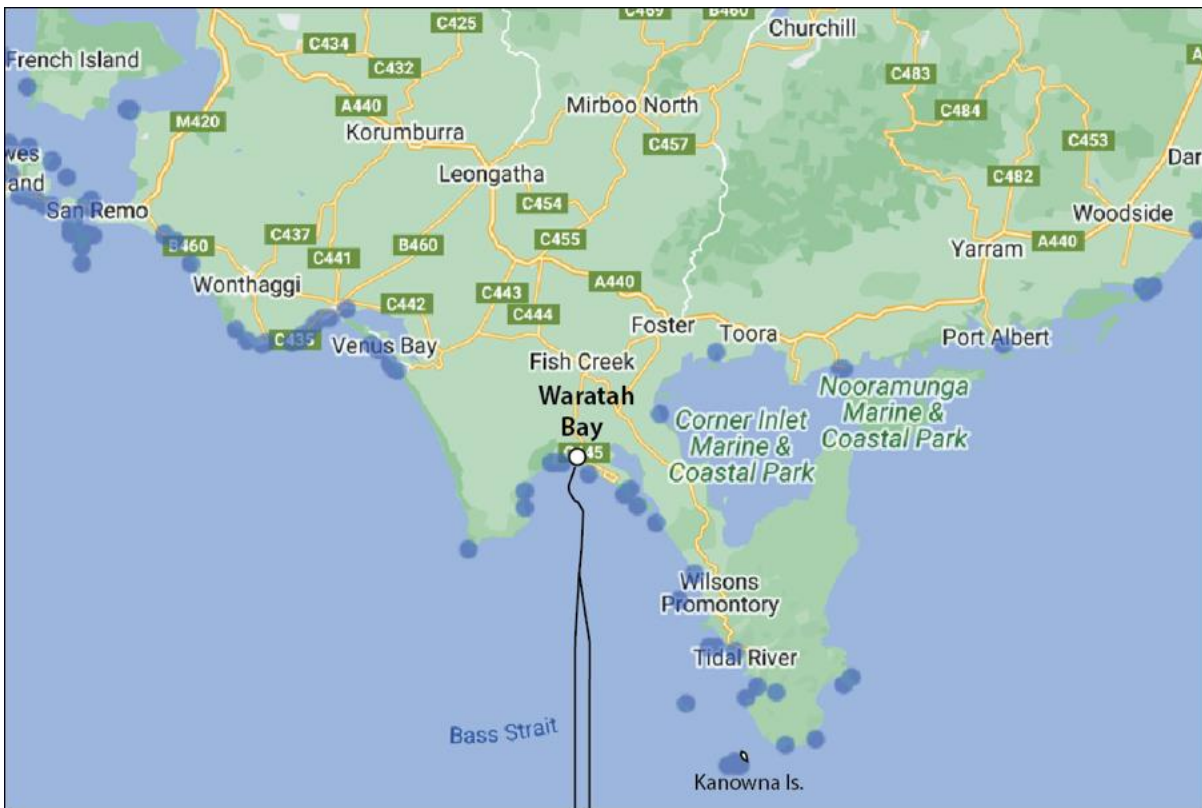 C425
C469
B460
Churchill
C434
French Island
C432
C483
A440
Mirboo North
C484
M420
Korumburra
C457
C453
wes
Leongatha
Dar
and
C482
San Remo
C454
Woodside
C437
B460
B460
C455
A440
Yarram
C441
Wonthaggi
C443
A440
C442
C444
Foster
Toora
C435
Venus Bay
Port Albert
Fish Creek
Waratah
Bay
Nooramunga
Marine &
Coastal Park
Corner Inlet
Marine &
Coastal Park
Wilsons
Promontory
Tidal River
Bass Strait
Kanowna Is.